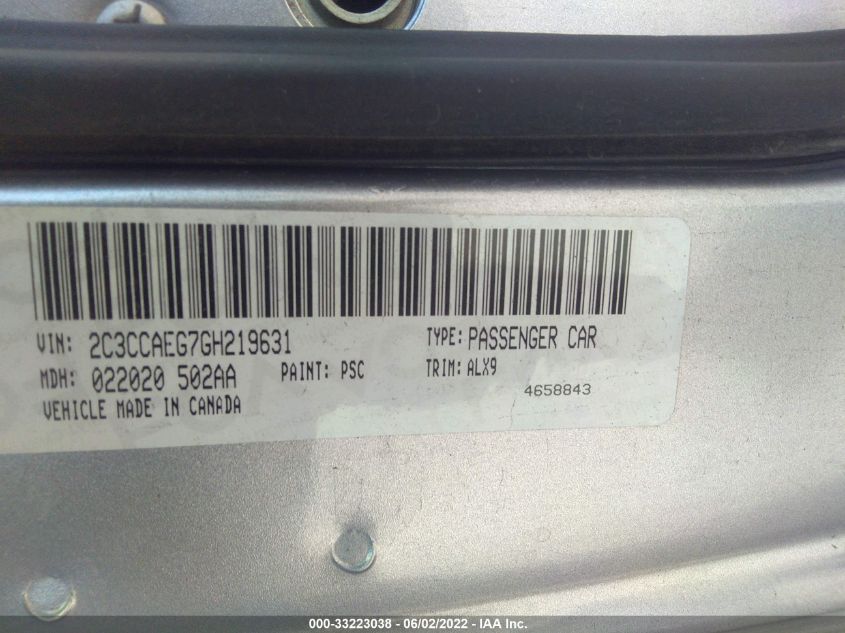 VIN: 2C3CCAEG7GH219631 TYPE: PASSENGER CAR
MDH: 022020 502AA PAINT: PSC TRIM: ALX9
VEHICLE MADE IN CANADA 4658843
000-33223038 - 06/02/2022 - IAA Inc.